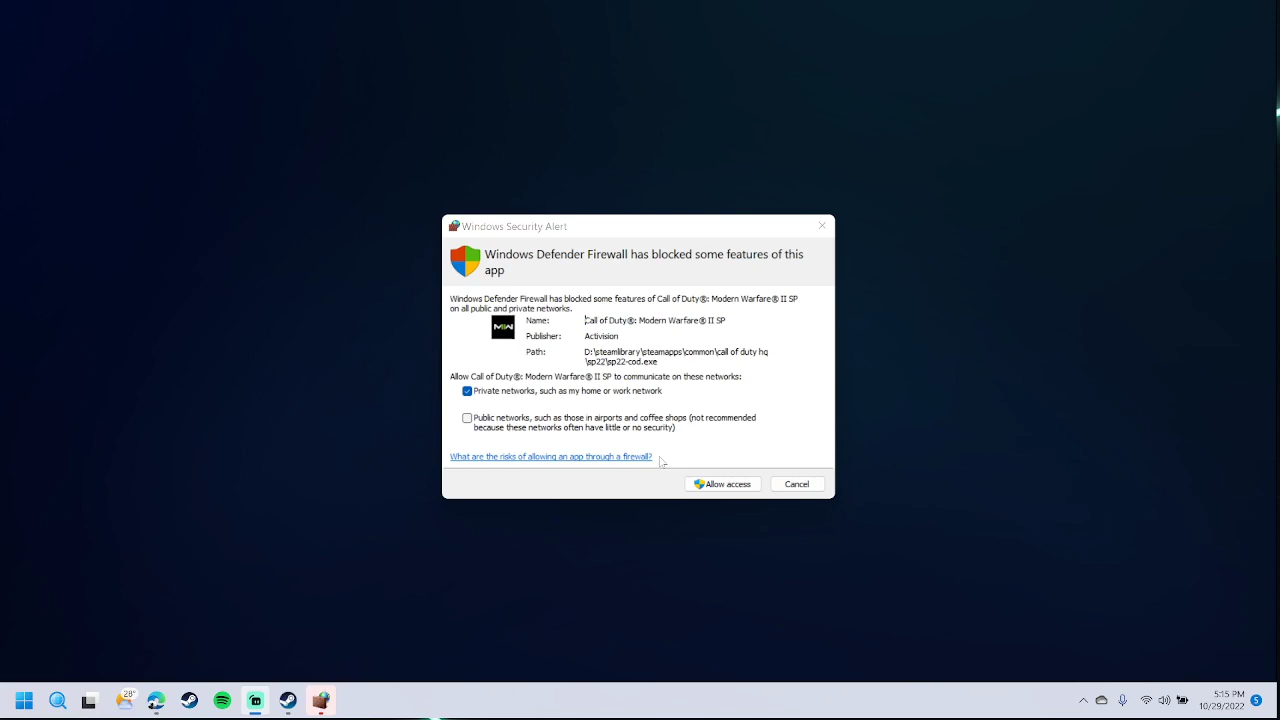 Windows Security Alert
Windows Defender Firewall has blocked some features of this
app
Windows Defender Firewall has blocked some features of Call of Duty®: Modern Warfare® II SP
on all public and private networks.
Name: Call of Duty®: Modern Warfare® II SP
Publisher: Activision
Path: D:\steamlibrary\steamapps\common\call of duty hq
\sp22\sp22-cod.exe
Allow Call of Duty®: Modern Warfare® II SP to communicate on these networks:
Private networks, such as my home or work network
Public networks, such as those in airports and coffee shops (not recommended
because these networks often have little or no security)
What are the risks of allowing an app through a firewall?
Allow access Cancel
28°
5:15 PM
10/29/2022
5